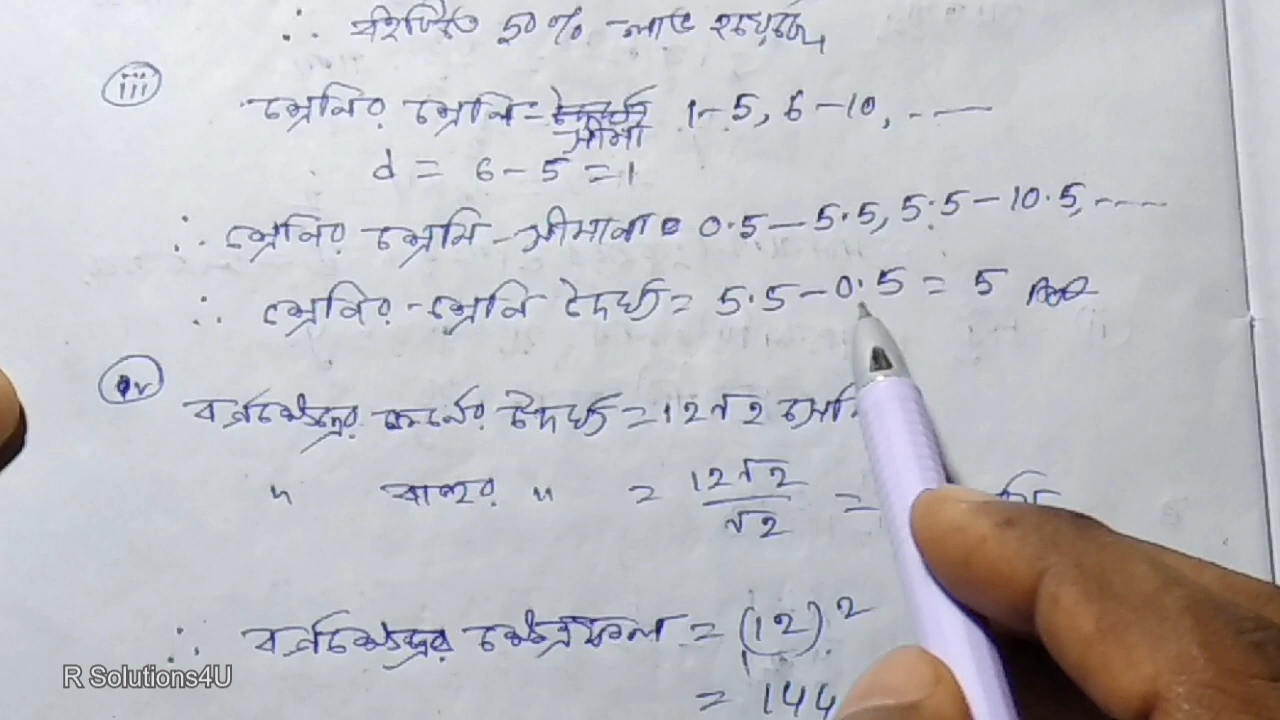 ∴ বইটিতে 50% লাভ হয়েছে,
(iii) শ্রেনির শ্রেনি-সীমা 1-5, 6-10, ....
d = 6-5 =1
∴ শ্রেনির শ্রেনি-সীমানা = 0.5-5.5, 5.5-10.5, ....
∴ শ্রেনির শ্রেনি দৈর্ঘ্য = 5.5-0.5 = 5
(iv) বর্গক্ষেত্রের কর্নের দৈর্ঘ্য = 12√2 সেমি
" বাহুর " = 12√2/√2 =
∴ বর্গক্ষেত্রের ক্ষেত্রফল = (12)²
= 144
R Solutions4U